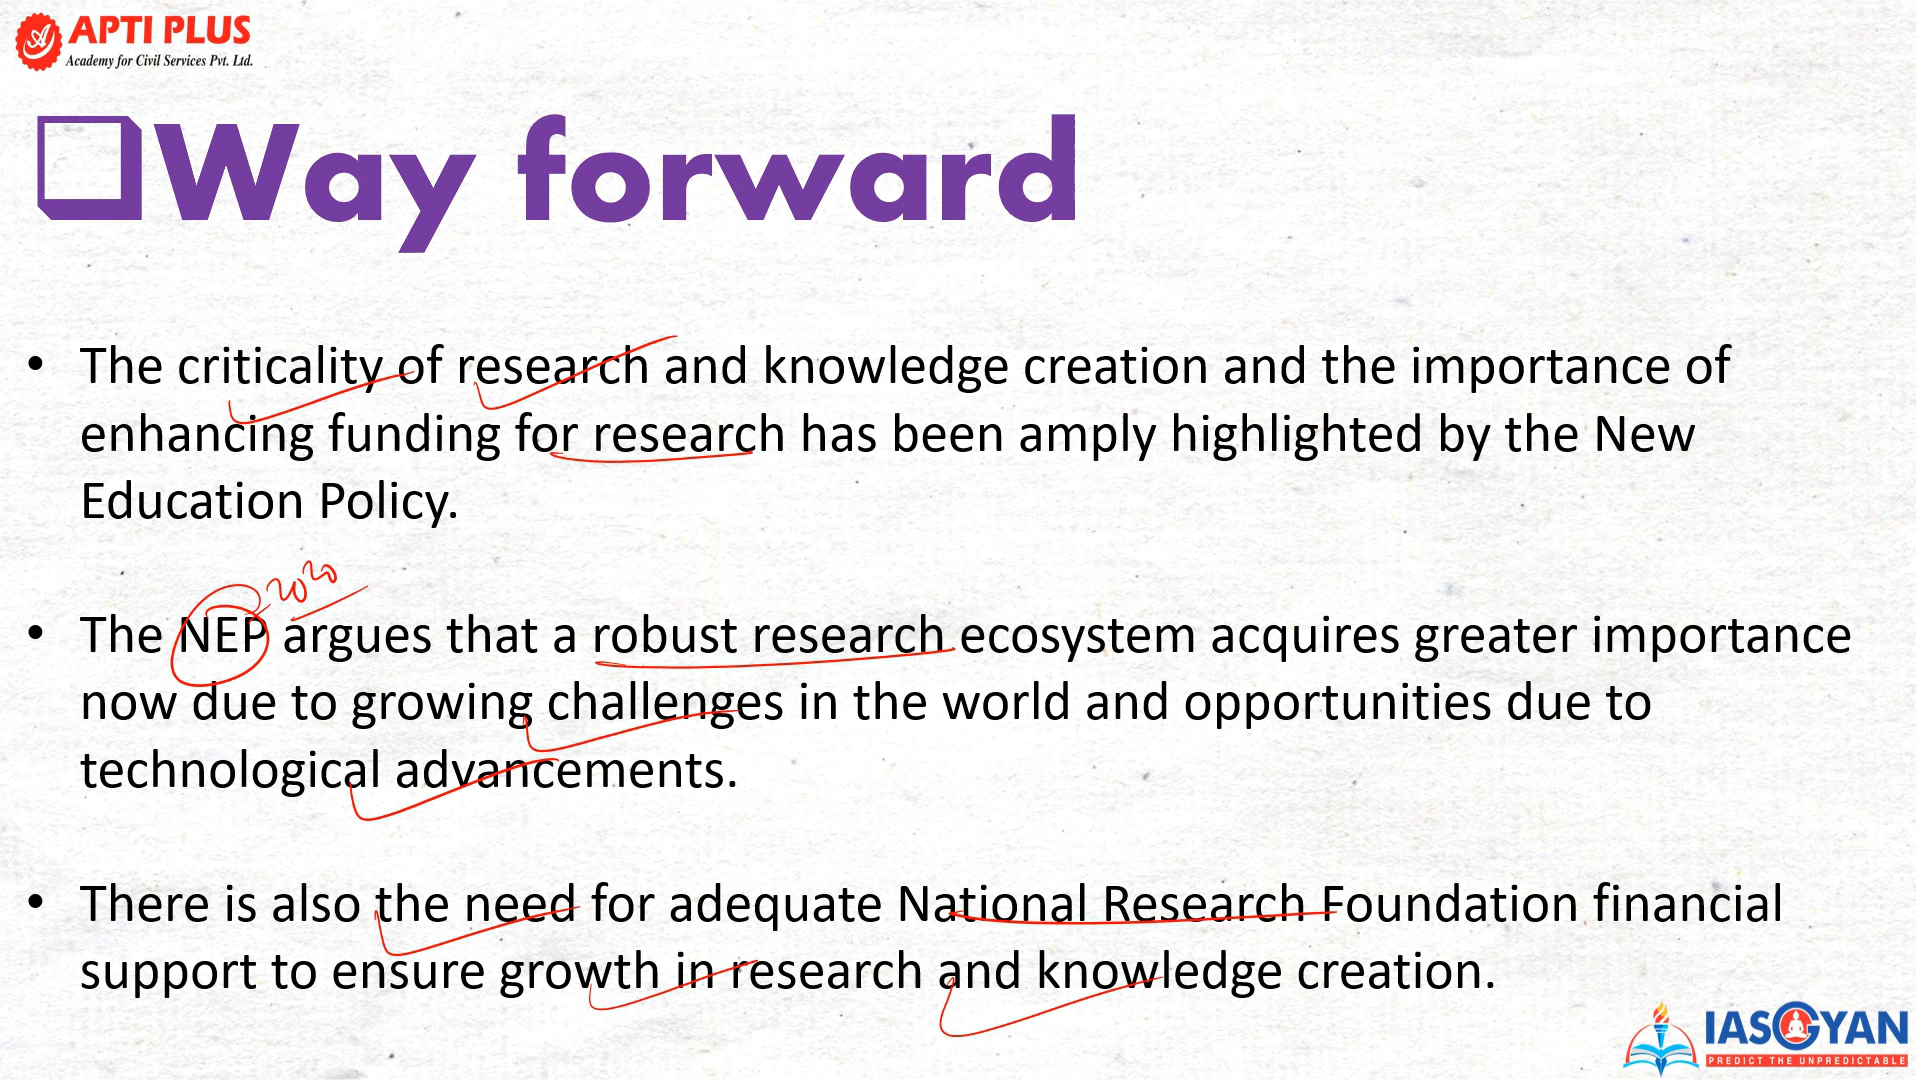 APTI PLUS
Academy for Civil Services Pvt. Ltd.
Way forward
• The criticality of research and knowledge creation and the importance of
enhancing funding for research has been amply highlighted by the New
Education Policy.
2020
• The NEP argues that a robust research ecosystem acquires greater importance
now due to growing challenges in the world and opportunities due to
technological advancements.
• There is also the need for adequate National Research Foundation financial
support to ensure growth in research and knowledge creation.
IASGYAN
PREDICT THE UNPREDICTABLE